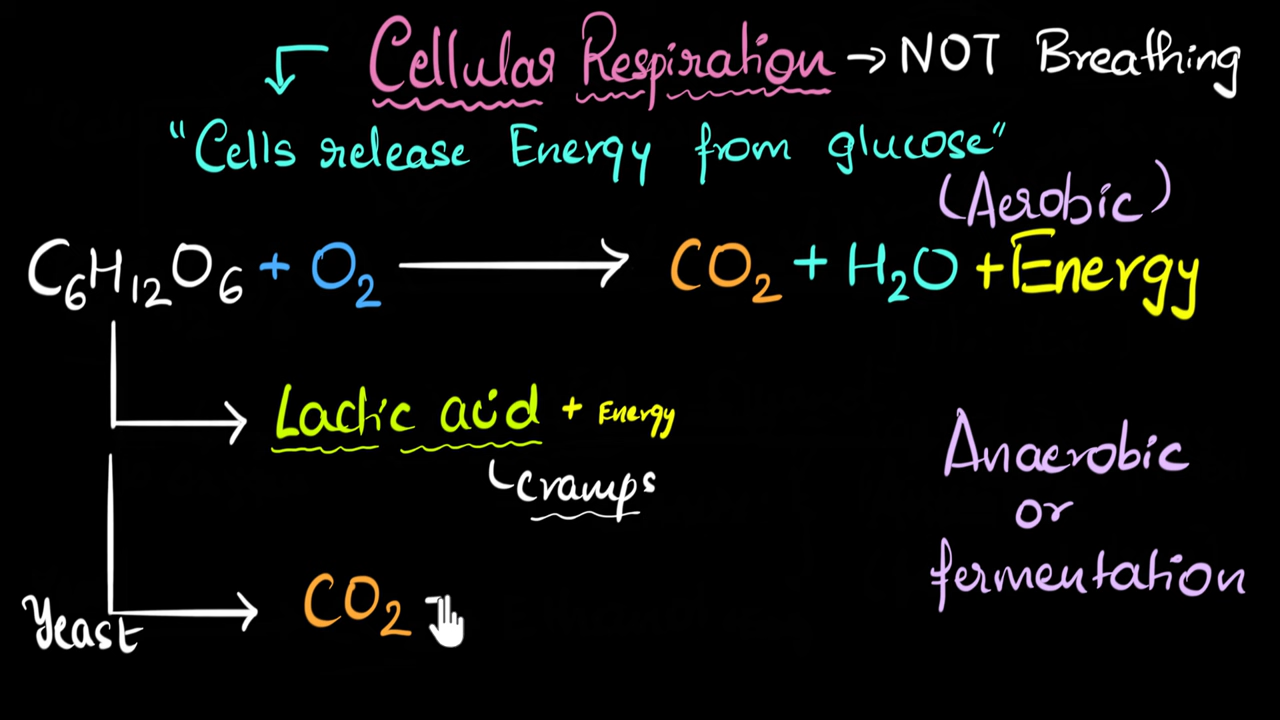 Cellular Respiration → NOT Breathing
"Cells release Energy from glucose"
(Aerobic)
C₆H₁₂O₆ + O₂ → CO₂ + H₂O + Energy
Lactic acid + Energy
Cramps
Anaerobic
or
fermentation
Yeast → CO₂